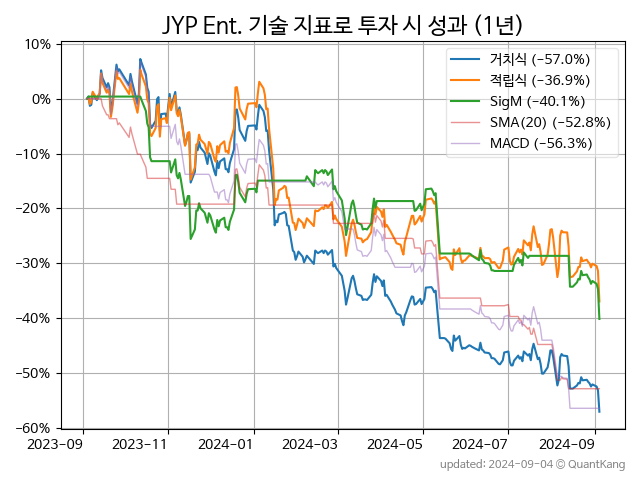 JYP Ent. 기술 지표로 투자 시 성과 (1년)
10%
0%
−10%
−20%
−30%
−40%
−50%
−60%
거치식 (−57.0%)
적립식 (−36.9%)
SigM (−40.1%)
SMA(20) (−52.8%)
MACD (−56.3%)
2023-09 2023-11 2024-01 2024-03 2024-05 2024-07 2024-09
updated: 2024-09-04 © QuantKang